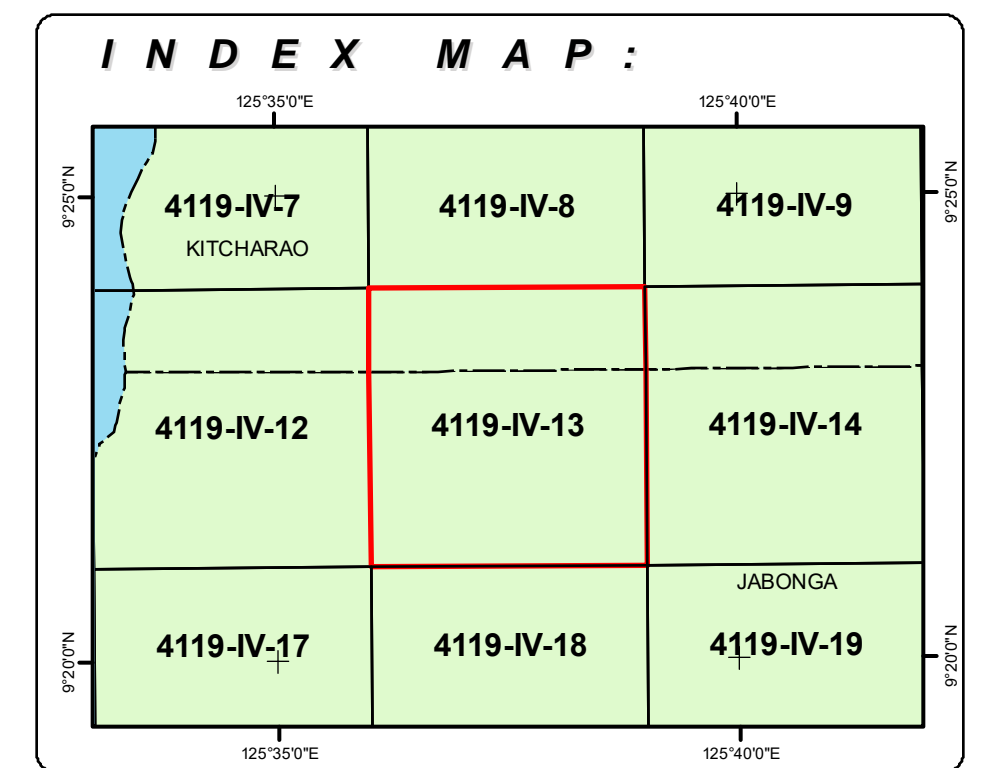 INDEX MAP:
125°35'0"E
125°40'0"E
9°25'0"N
9°25'0"N
4119-IV-7
4119-IV-8
4119-IV-9
KITCHARAO
4119-IV-12
4119-IV-13
4119-IV-14
JABONGA
4119-IV-17
4119-IV-18
4119-IV-19
9°20'0"N
9°20'0"N
125°35'0"E
125°40'0"E